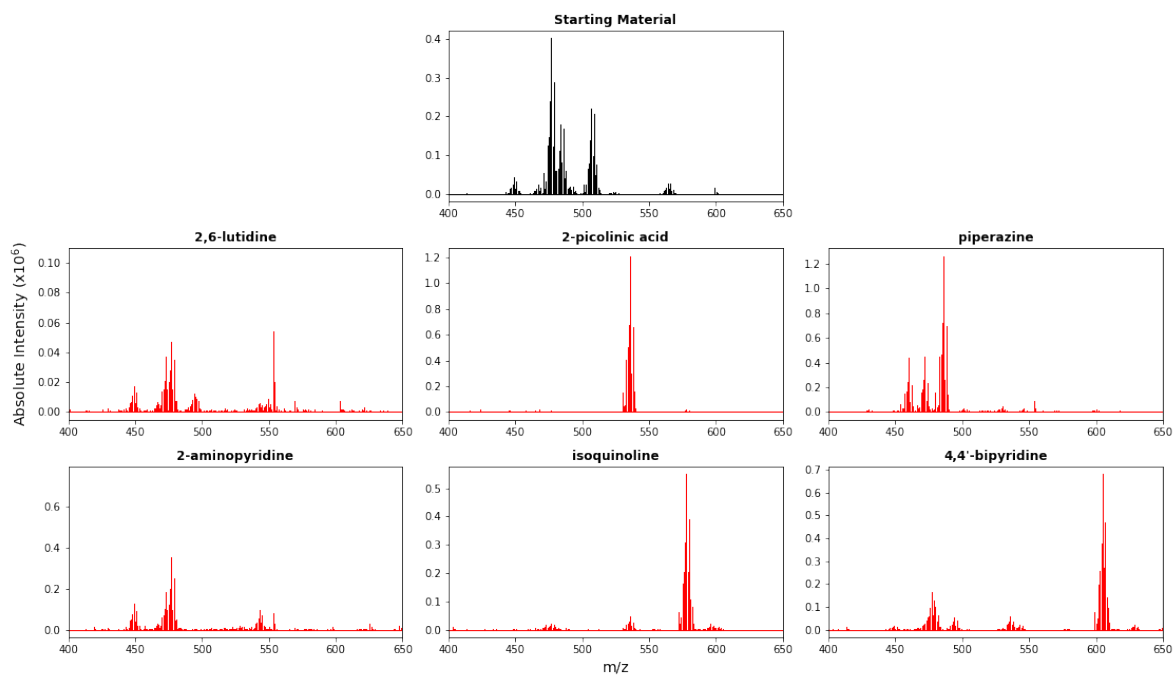 Starting Material
0.4
0.3
0.2
0.1
0.0
400 450 500 550 600 650
Absolute Intensity (x10⁶)
2,6-lutidine
0.10
0.08
0.06
0.04
0.02
0.00
400 450 500 550 600 650
2-picolinic acid
1.2
1.0
0.8
0.6
0.4
0.2
0.0
400 450 500 550 600 650
piperazine
1.2
1.0
0.8
0.6
0.4
0.2
0.0
400 450 500 550 600 650
2-aminopyridine
0.6
0.4
0.2
0.0
400 450 500 550 600 650
isoquinoline
0.5
0.4
0.3
0.2
0.1
0.0
400 450 500 550 600 650
4,4'-bipyridine
0.7
0.6
0.5
0.4
0.3
0.2
0.1
0.0
400 450 500 550 600 650
m/z